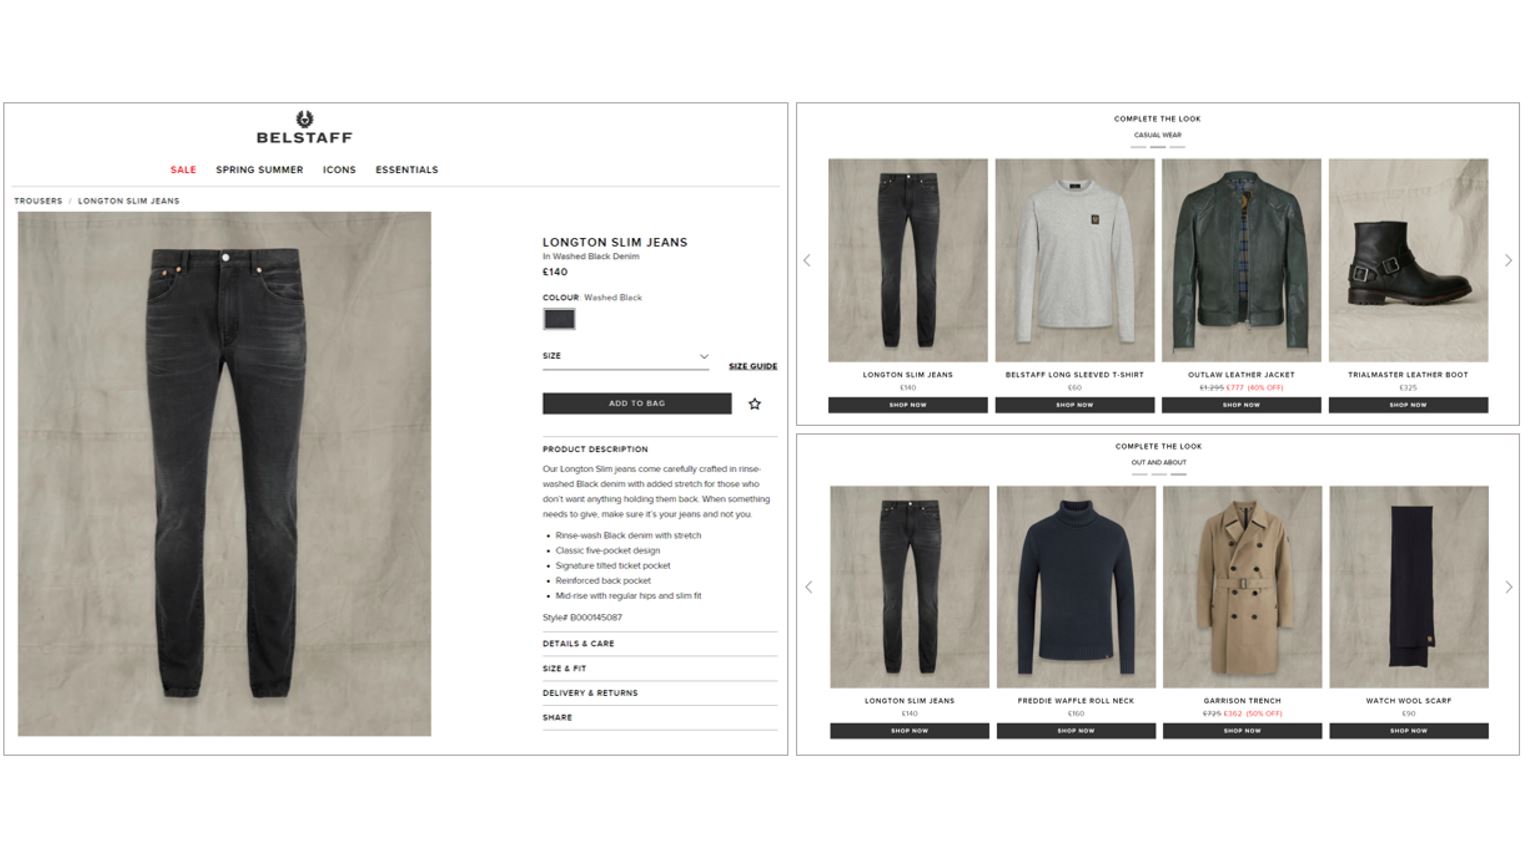 BELSTAFF
SALE SPRING SUMMER ICONS ESSENTIALS
TROUSERS / LONGTON SLIM JEANS
LONGTON SLIM JEANS
In Washed Black Denim
£140
COLOUR Washed Black
SIZE
SIZE GUIDE
ADD TO BAG
PRODUCT DESCRIPTION
Our Longton Slim jeans come carefully crafted in rinse-
washed Black denim with added stretch for those who
don't want anything holding them back. When something
needs to give, make sure it's your jeans and not you.
• Rinse-wash Black denim with stretch
• Classic five-pocket design
• Signature tilted ticket pocket
• Reinforced back pocket
• Mid-rise with regular hips and slim fit
Style# B000145087
DETAILS & CARE
SIZE & FIT
DELIVERY & RETURNS
SHARE
COMPLETE THE LOOK
CASUAL WEAR
LONGTON SLIM JEANS BELSTAFF LONG SLEEVED T-SHIRT OUTLAW LEATHER JACKET TRIALMASTER LEATHER BOOT
£140 £60 £1,295 £777 (40% OFF) £325
SHOP NOW SHOP NOW SHOP NOW SHOP NOW
COMPLETE THE LOOK
OUT AND ABOUT
LONGTON SLIM JEANS FREDDIE WAFFLE ROLL NECK GARRISON TRENCH WATCH WOOL SCARF
£140 £160 £725 £362 (50% OFF) £90
SHOP NOW SHOP NOW SHOP NOW SHOP NOW